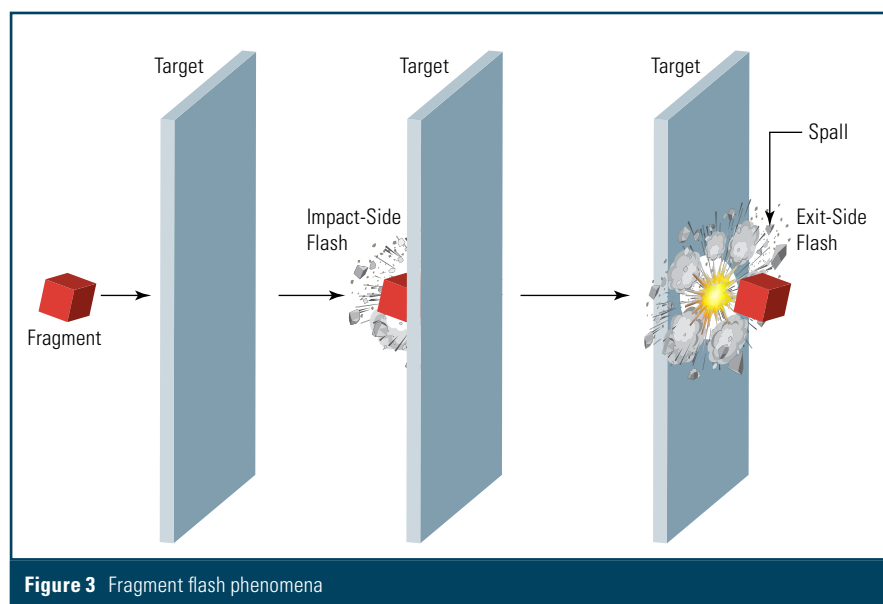 Target
Target
Target
Spall
Impact-Side
Flash
Exit-Side
Flash
Fragment
Figure 3 Fragment flash phenomena